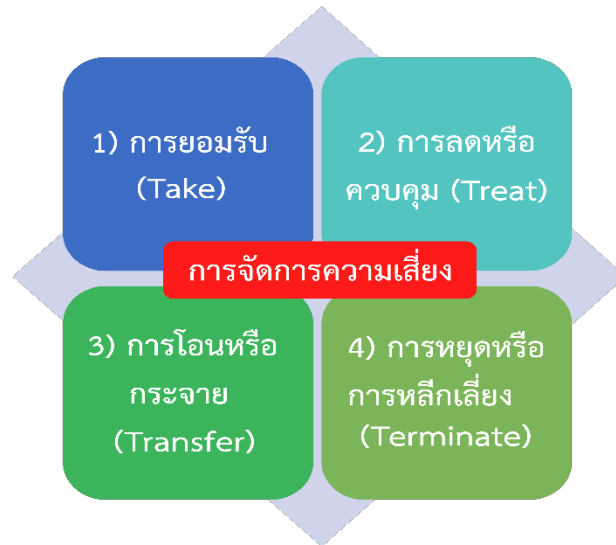 1) การยอมรับ
(Take)
2) การลดหรือ
ควบคุม (Treat)
การจัดการความเสี่ยง
3) การโอนหรือ
กระจาย
(Transfer)
4) การหยุดหรือ
การหลีกเลี่ยง
(Terminate)